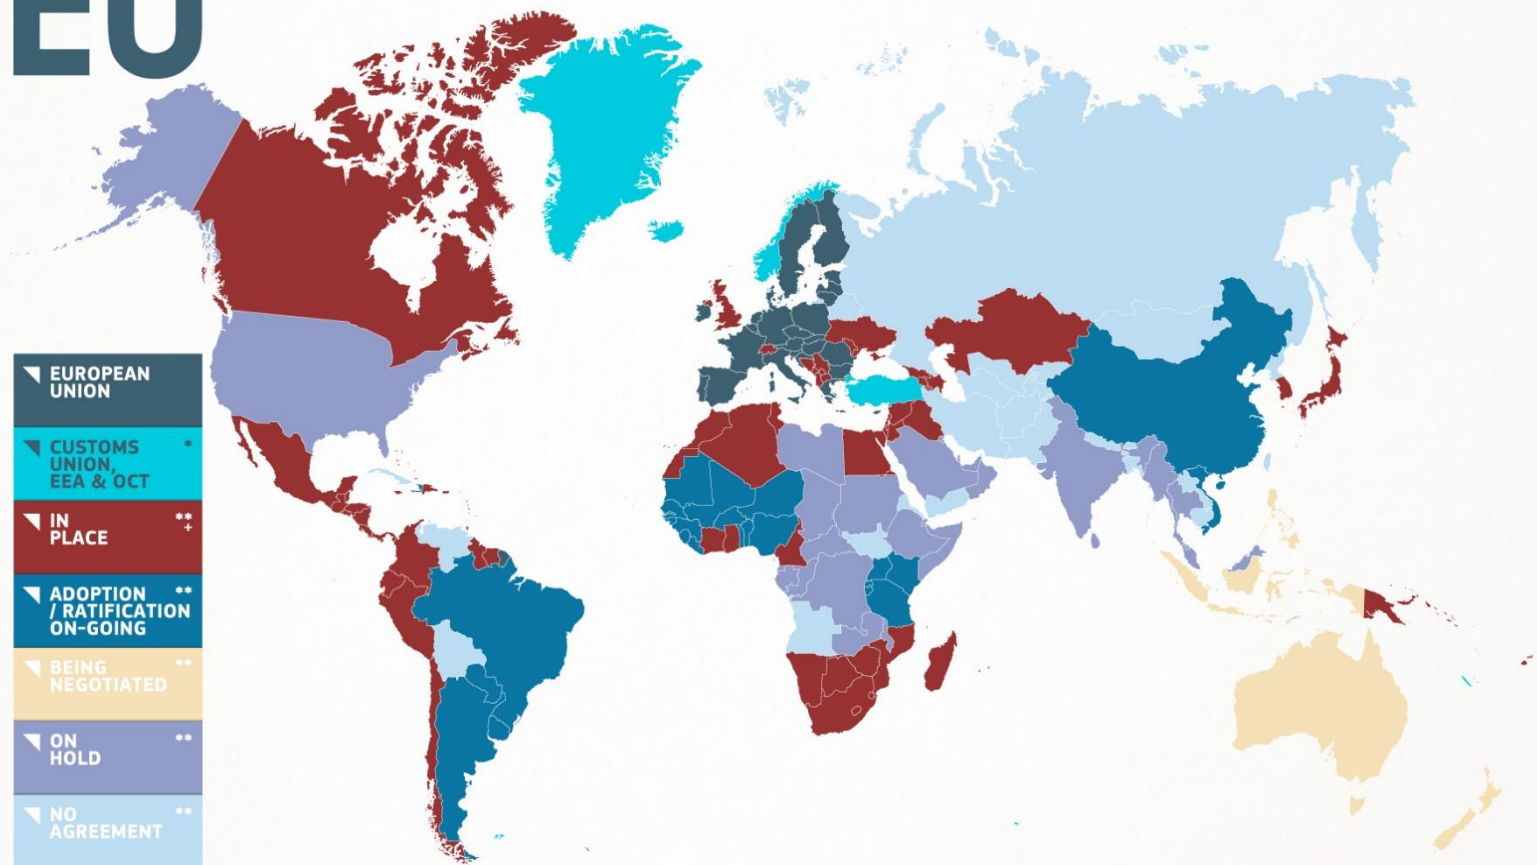 EU
EUROPEAN
UNION
CUSTOMS *
UNION,
EEA & OCT
IN **
PLACE +
ADOPTION **
/ RATIFICATION
ON-GOING
BEING **
NEGOTIATED
ON **
HOLD
NO **
AGREEMENT